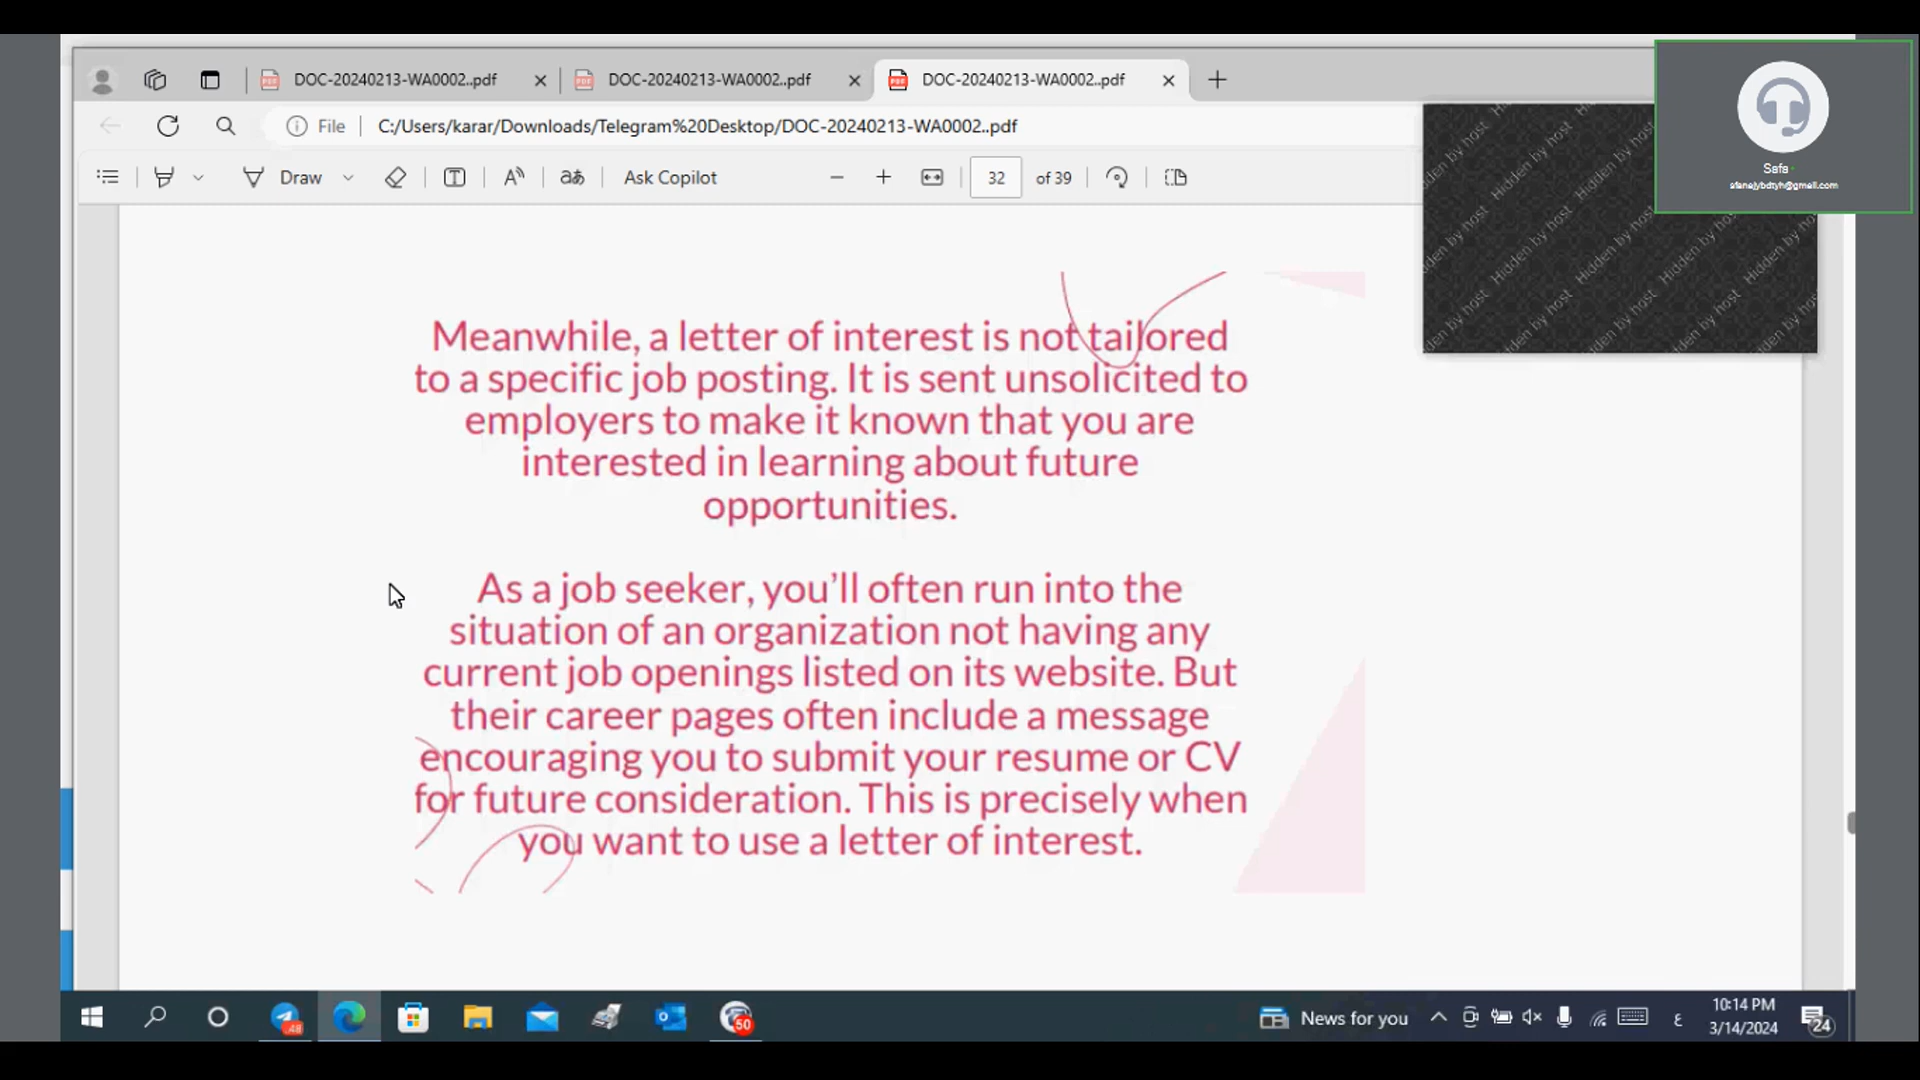 DOC-20240213-WA0002..pdf
DOC-20240213-WA0002..pdf
DOC-20240213-WA0002..pdf
File
C:/Users/karar/Downloads/Telegram%20Desktop/DOC-20240213-WA0002..pdf
Draw
Ask Copilot
32 of 39
Safa
Hidden by host
Meanwhile, a letter of interest is not tailored
to a specific job posting. It is sent unsolicited to
employers to make it known that you are
interested in learning about future
opportunities.
As a job seeker, you'll often run into the
situation of an organization not having any
current job openings listed on its website. But
their career pages often include a message
encouraging you to submit your resume or CV
for future consideration. This is precisely when
you want to use a letter of interest.
48
50
News for you
ع
10:14 PM
3/14/2024
24